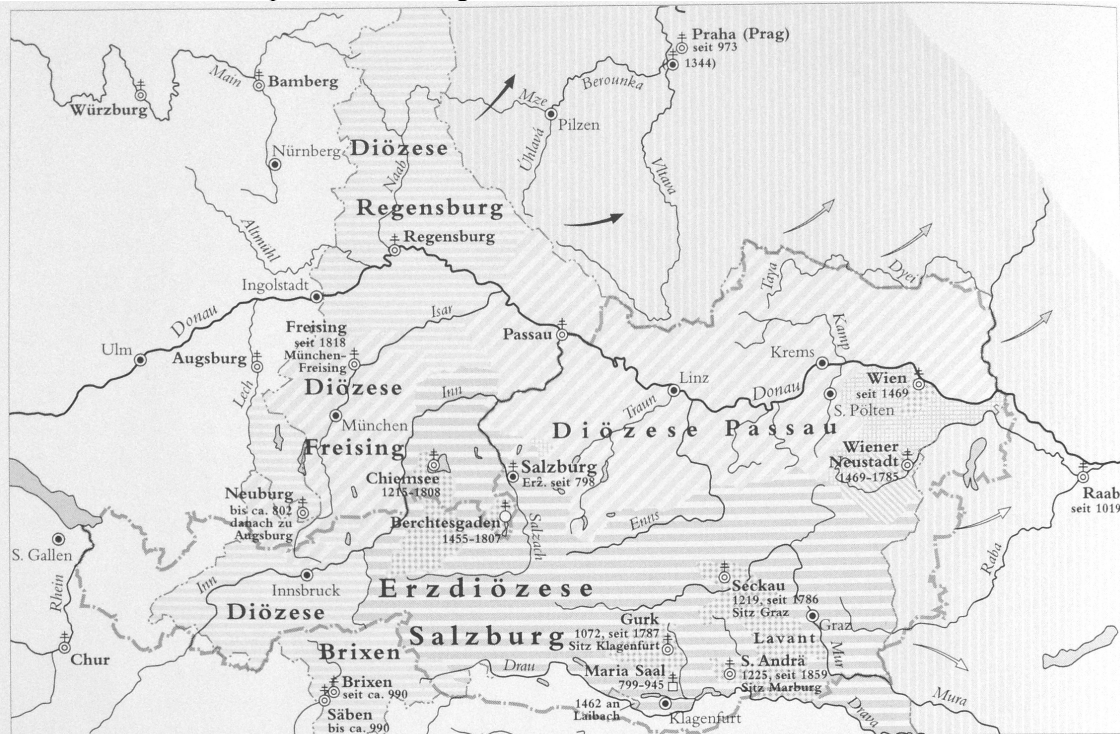 Praha (Prag)
seit 973
1344)
Main
Bamberg
Würzburg
Berounka
Mze
Pilzen
Nürnberg
Diözese
Naab
Úhlavá
Vltava
Regensburg
Altmühl
Regensburg
Ingolstadt
Taya
Dyei
Donau
Isar
Freising
seit 1818
München-
Freising
Passau
Kamp
Ulm
Augsburg
Krems
Diözese
Lech
Inn
Linz
Donau
Wien
seit 1469
Traun
S. Pölten
München
Diözese Passau
Freising
Wiener
Neustadt
1469-1785
Chiemsee
1215-1808
Salzburg
Erz. seit 798
Raab
seit 1019
Neuburg
bis ca. 802
danach zu
Augsburg
Berchtesgaden
1455-1807
Salzach
Enns
S. Gallen
Rhein
Inn
Innsbruck
Raba
Erzdiözese
Seckau
1219, seit 1786
Sitz Graz
Diözese
Gurk
1072, seit 1787
Sitz Klagenfurt
Graz
Salzburg
Lavant
Mur
Brixen
Chur
Drau
Maria Saal
799-945
S. Andrä
1225, seit 1859
Sitz Marburg
Brixen
seit ca. 990
Mura
Säben
bis ca. 990
1462 an
Laibach
Klagenfurt
Drava